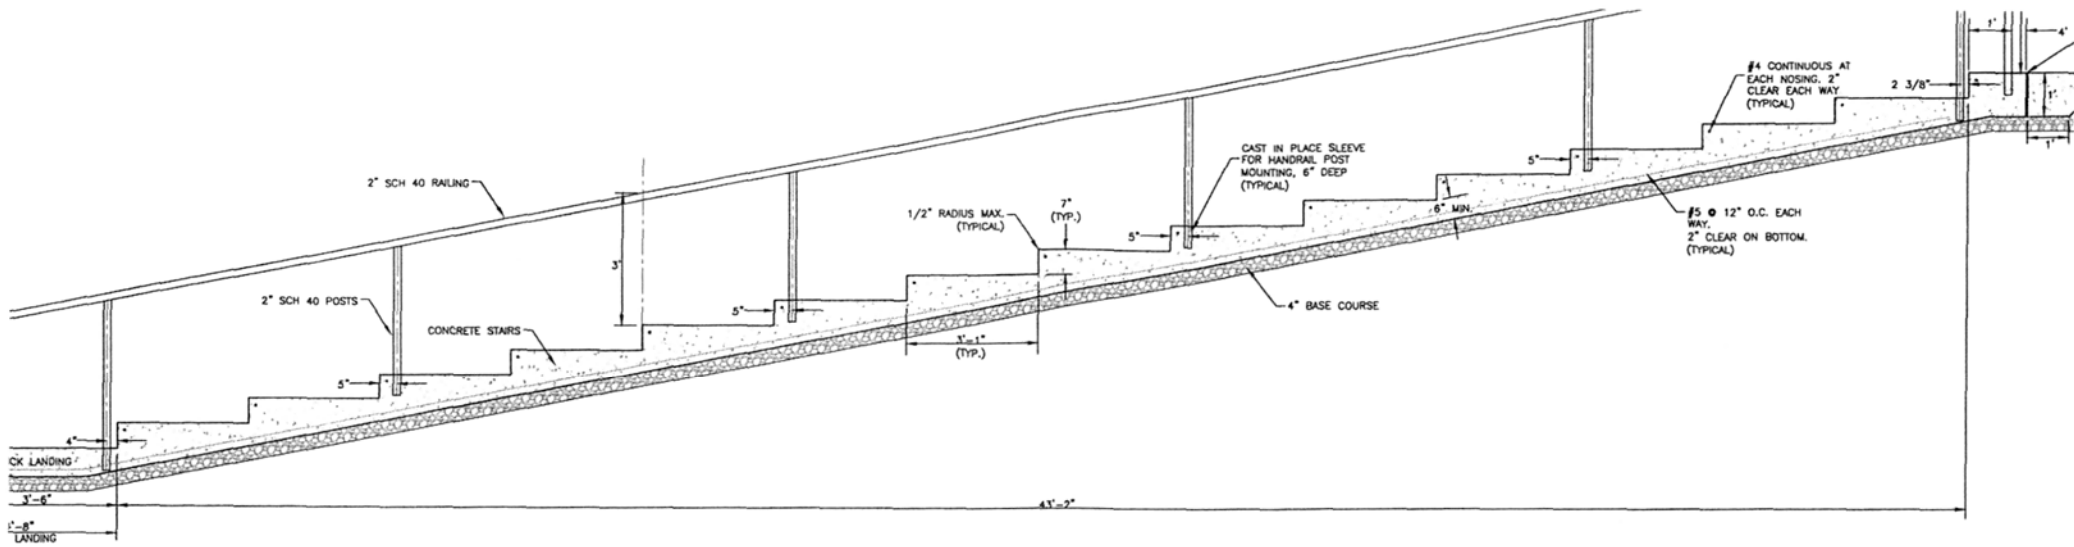 1'
4'
#4 CONTINUOUS AT
EACH NOSING. 2"
CLEAR EACH WAY
(TYPICAL)
2 3/8"
1'
1'
CAST IN PLACE SLEEVE
FOR HANDRAIL POST
MOUNTING, 6" DEEP
(TYPICAL)
5"
2" SCH 40 RAILING
1/2" RADIUS MAX.
(TYPICAL)
7"
(TYP.)
6" MIN.
#5 @ 12" O.C. EACH
WAY.
2" CLEAR ON BOTTOM.
(TYPICAL)
5"
3'
2" SCH 40 POSTS
4" BASE COURSE
5"
CONCRETE STAIRS
3'-1"
(TYP.)
5"
4"
CK LANDING
3'-6"
43'-2"
'-8"
LANDING